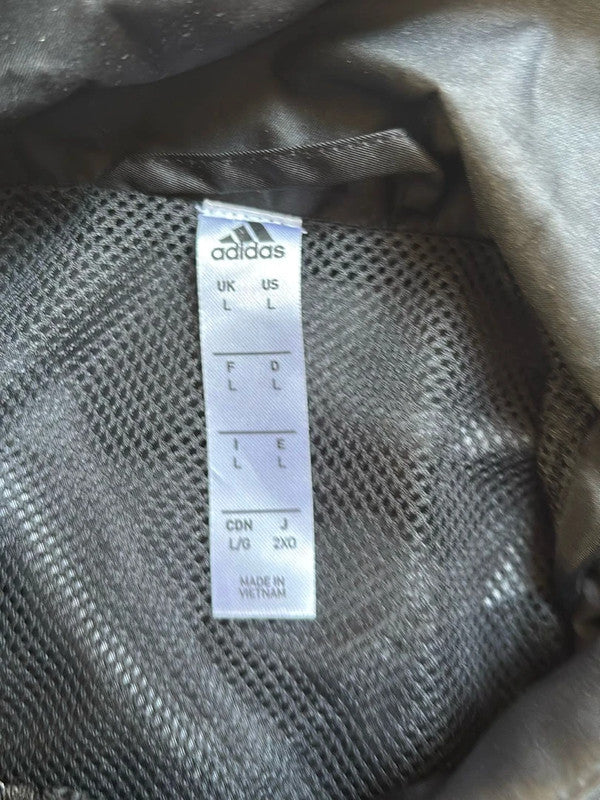 adidas
UK US
L L
F D
L L
I E
L L
CDN J
L/G 2XO
MADE IN
VIETNAM